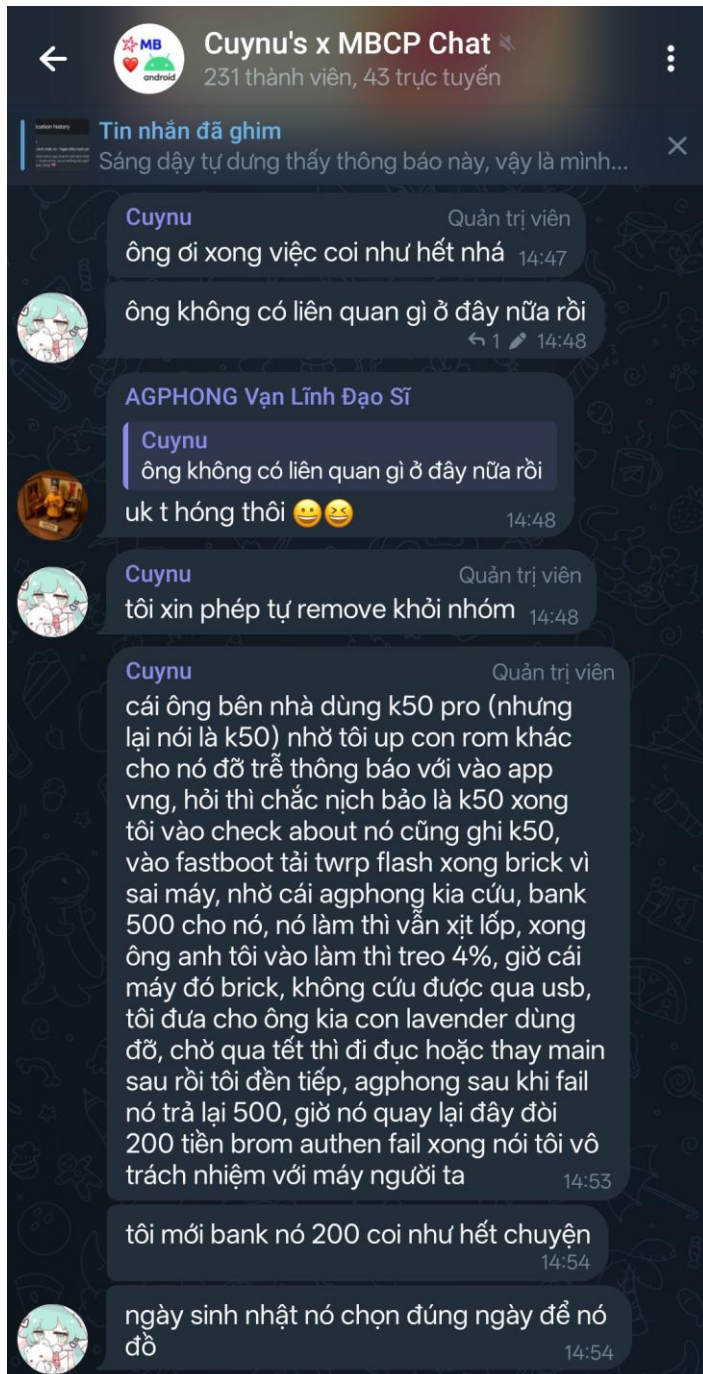 MB
android
Cuynu's x MBCP Chat
231 thành viên, 43 trực tuyến
Tin nhắn đã ghim
Sáng dậy tự dưng thấy thông báo này, vậy là mình...
Cuynu Quản trị viên
ông ơi xong việc coi như hết nhá 14:47
ông không có liên quan gì ở đây nữa rồi
1 14:48
AGPHONG Vạn Lĩnh Đạo Sĩ
Cuynu
ông không có liên quan gì ở đây nữa rồi
uk t hóng thôi 😀😆 14:48
Cuynu Quản trị viên
tôi xin phép tự remove khỏi nhóm 14:48
Cuynu Quản trị viên
cái ông bên nhà dùng k50 pro (nhưng
lại nói là k50) nhờ tôi up con rom khác
cho nó đỡ trễ thông báo với vào app
vng, hỏi thì chắc nịch bảo là k50 xong
tôi vào check about nó cũng ghi k50,
vào fastboot tải twrp flash xong brick vì
sai máy, nhờ cái agphong kia cứu, bank
500 cho nó, nó làm thì vẫn xịt lốp, xong
ông anh tôi vào làm thì treo 4%, giờ cái
máy đó brick, không cứu được qua usb,
tôi đưa cho ông kia con lavender dùng
đỡ, chờ qua tết thì đi đục hoặc thay main
sau rồi tôi đền tiếp, agphong sau khi fail
nó trả lại 500, giờ nó quay lại đây đòi
200 tiền brom authen fail xong nói tôi vô
trách nhiệm với máy người ta 14:53
tôi mới bank nó 200 coi như hết chuyện
14:54
ngày sinh nhật nó chọn đúng ngày để nó
đồ 14:54